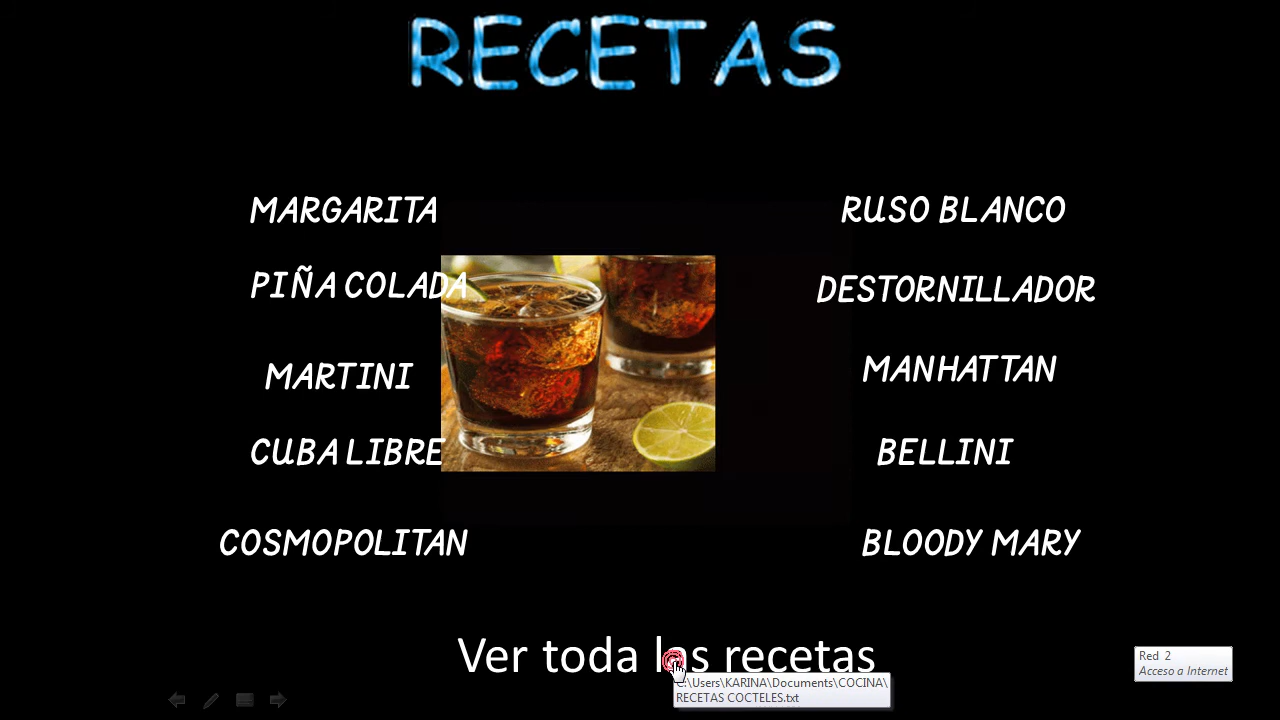 RECETAS
MARGARITA
RUSO BLANCO
PIÑA COLADA
DESTORNILLADOR
MARTINI
MANHATTAN
CUBA LIBRE
BELLINI
COSMOPOLITAN
BLOODY MARY
Ver toda las recetas
C:\Users\KARINA\Documents\COCINA\
RECETAS COCTELES.txt
Red 2
Acceso a Internet